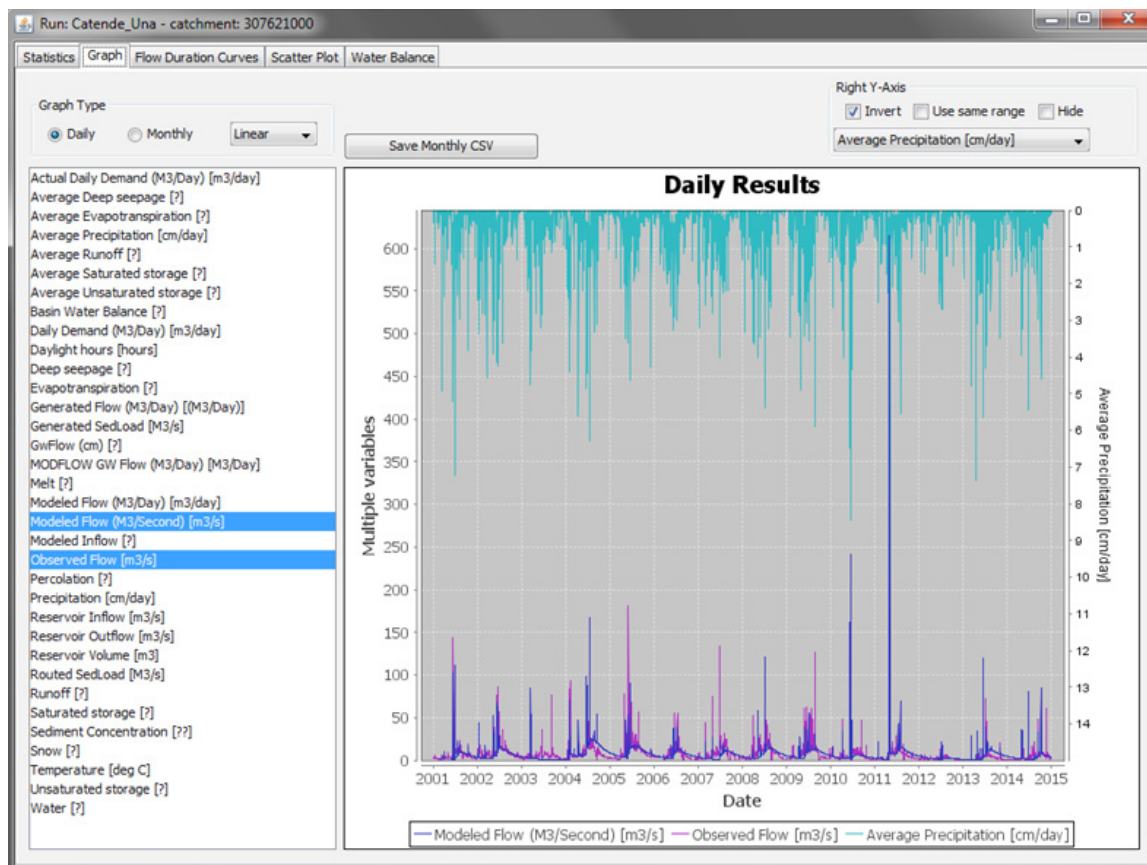 Run: Catende_Una - catchment: 307621000
Statistics Graph Flow Duration Curves Scatter Plot Water Balance
Graph Type
Daily Monthly Linear
Save Monthly CSV
Right Y-Axis
Invert Use same range Hide
Average Precipitation [cm/day]
Actual Daily Demand (M3/Day) [m3/day]
Average Deep seepage [?]
Average Evapotranspiration [?]
Average Precipitation [cm/day]
Average Runoff [?]
Average Saturated storage [?]
Average Unsaturated storage [?]
Basin Water Balance [?]
Daily Demand (M3/Day) [m3/day]
Daylight hours [hours]
Deep seepage [?]
Evapotranspiration [?]
Generated Flow (M3/Day) [(M3/Day)]
Generated SedLoad [M3/s]
GwFlow (cm) [?]
MODFLOW GW Flow (M3/Day) [M3/Day]
Melt [?]
Modeled Flow (M3/Day) [m3/day]
Modeled Flow (M3/Second) [m3/s]
Modeled Inflow [?]
Observed Flow [m3/s]
Percolation [?]
Precipitation [cm/day]
Reservoir Inflow [m3/s]
Reservoir Outflow [m3/s]
Reservoir Volume [m3]
Routed SedLoad [M3/s]
Runoff [?]
Saturated storage [?]
Sediment Concentration [??]
Snow [?]
Temperature [deg C]
Unsaturated storage [?]
Water [?]
Daily Results
Multiple variables
600
550
500
450
400
350
300
250
200
150
100
50
0
0
1
2
3
4
5
6
7
8
9
10
11
12
13
14
Average Precipitation [cm/day]
2001 2002 2003 2004 2005 2006 2007 2008 2009 2010 2011 2012 2013 2014 2015
Date
Modeled Flow (M3/Second) [m3/s] Observed Flow [m3/s] Average Precipitation [cm/day]